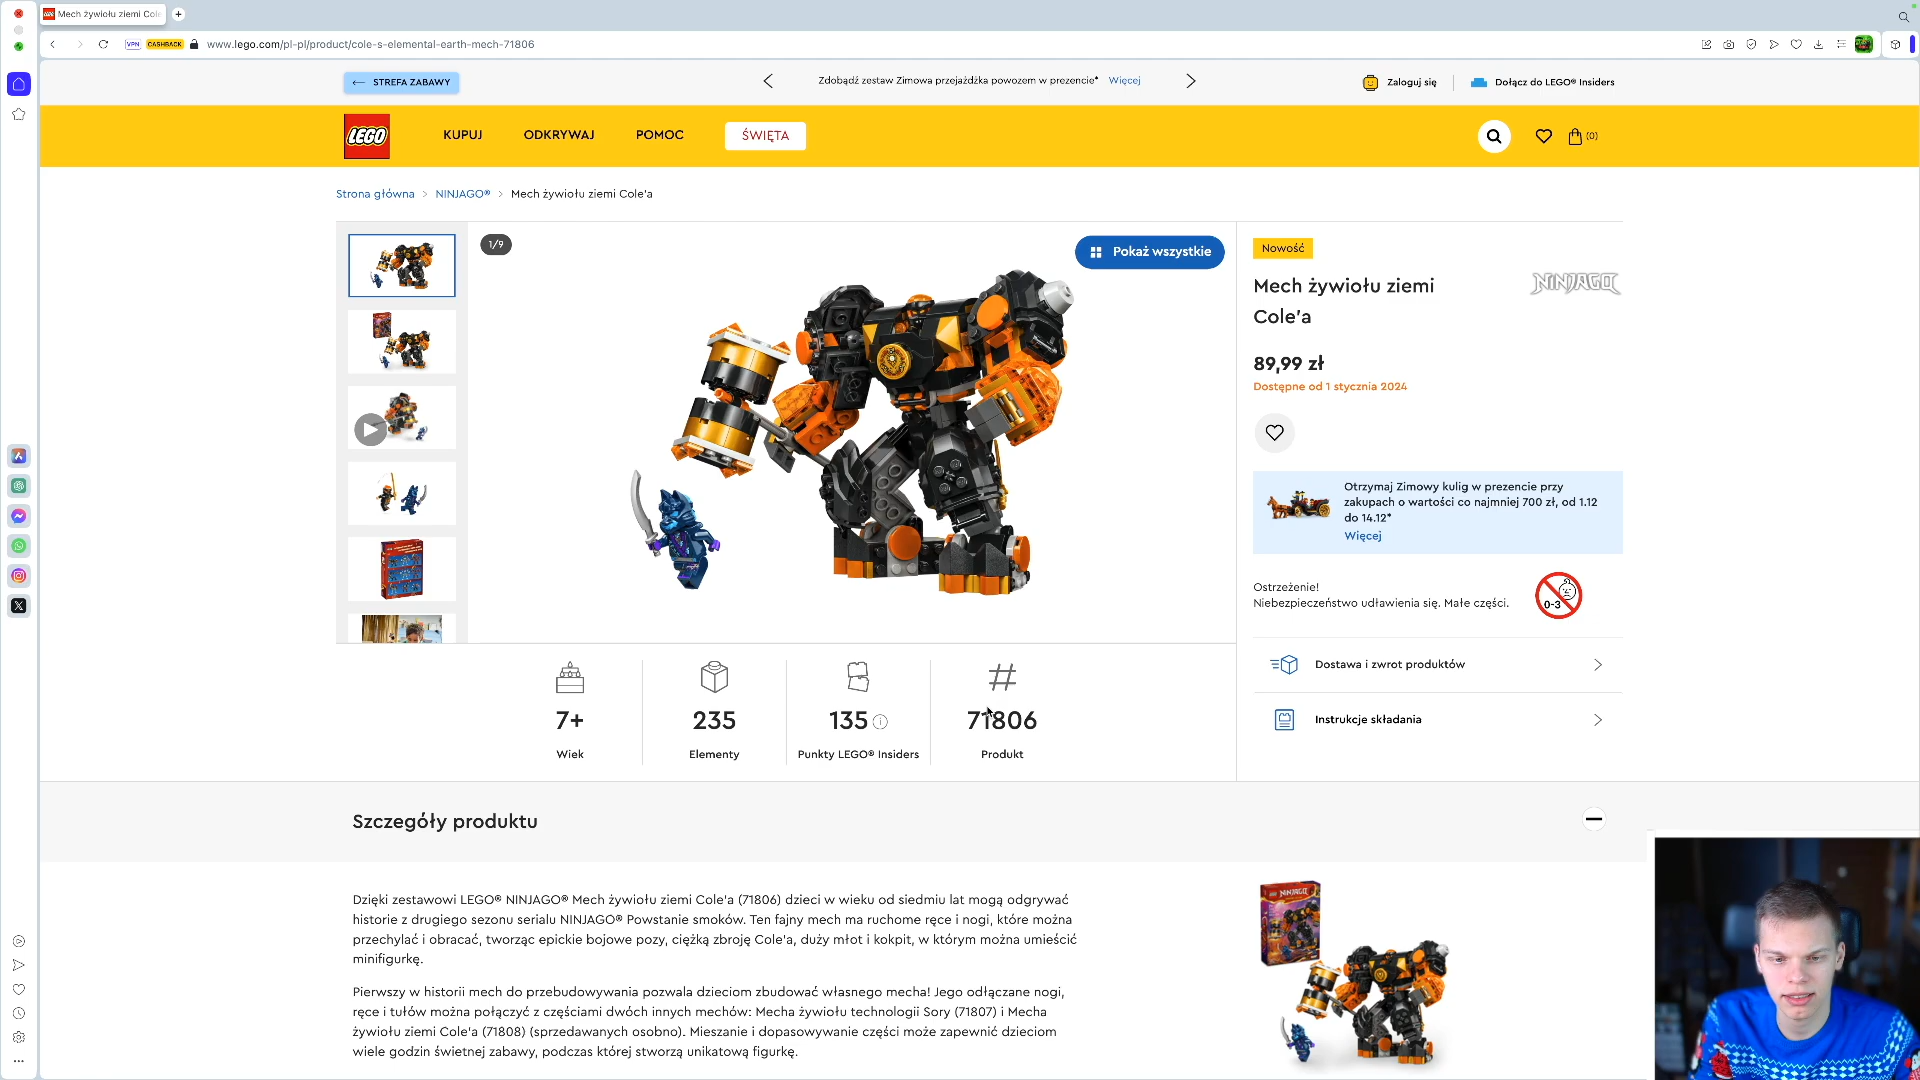 Mech żywiołu ziemi Cole
VPN CASHBACK www.lego.com/pl-pl/product/cole-s-elemental-earth-mech-71806
STREFA ZABAWY
Zdobądź zestaw Zimowa przejażdżka powozem w prezencie* Więcej
Zaloguj się
Dołącz do LEGO® Insiders
LEGO
KUPUJ
ODKRYWAJ
POMOC
ŚWIĘTA
(0)
Strona główna > NINJAGO® > Mech żywiołu ziemi Cole'a
1/9
Pokaż wszystkie
Nowość
Mech żywiołu ziemi
Cole'a
NINJAGO
89,99 zł
Dostępne od 1 stycznia 2024
Otrzymaj Zimowy kulig w prezencie przy
zakupach o wartości co najmniej 700 zł, od 1.12
do 14.12*
Więcej
Ostrzeżenie!
Niebezpieczeństwo udławienia się. Małe części.
0-3
Dostawa i zwrot produktów
Instrukcje składania
7+
Wiek
235
Elementy
135
Punkty LEGO® Insiders
71806
Produkt
Szczegóły produktu
Dzięki zestawowi LEGO® NINJAGO® Mech żywiołu ziemi Cole'a (71806) dzieci w wieku od siedmiu lat mogą odgrywać
historie z drugiego sezonu serialu NINJAGO® Powstanie smoków. Ten fajny mech ma ruchome ręce i nogi, które można
przechylać i obracać, tworząc epickie bojowe pozy, ciężką zbroję Cole'a, duży młot i kokpit, w którym można umieścić
minifigurkę.
Pierwszy w historii mech do przebudowywania pozwala dzieciom zbudować własnego mecha! Jego odłączane nogi,
ręce i tułów można połączyć z częściami dwóch innych mechów: Mecha żywiołu technologii Sory (71807) i Mecha
żywiołu ziemi Cole'a (71808) (sprzedawanych osobno). Mieszanie i dopasowywanie części może zapewnić dzieciom
wiele godzin świetnej zabawy, podczas której stworzą unikatową figurkę.
NINJAGO